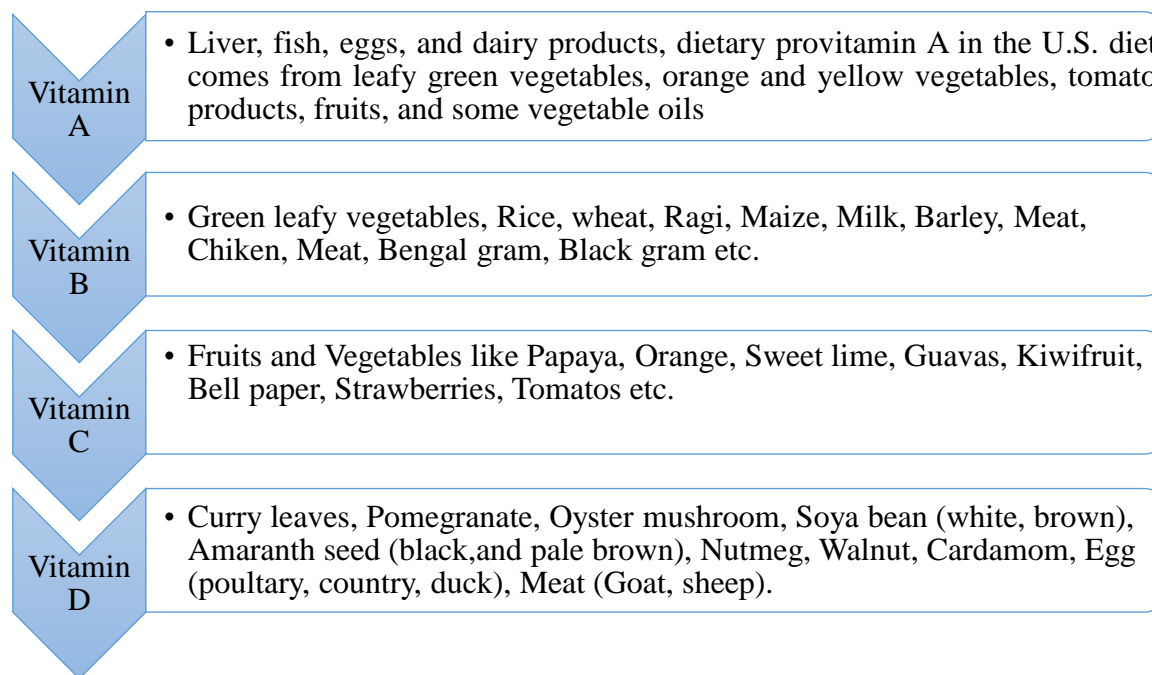 Vitamin
A
• Liver, fish, eggs, and dairy products, dietary provitamin A in the U.S. diet
comes from leafy green vegetables, orange and yellow vegetables, tomato
products, fruits, and some vegetable oils
Vitamin
B
• Green leafy vegetables, Rice, wheat, Ragi, Maize, Milk, Barley, Meat,
Chiken, Meat, Bengal gram, Black gram etc.
Vitamin
C
• Fruits and Vegetables like Papaya, Orange, Sweet lime, Guavas, Kiwifruit,
Bell paper, Strawberries, Tomatos etc.
Vitamin
D
• Curry leaves, Pomegranate, Oyster mushroom, Soya bean (white, brown),
Amaranth seed (black,and pale brown), Nutmeg, Walnut, Cardamom, Egg
(poultary, country, duck), Meat (Goat, sheep).